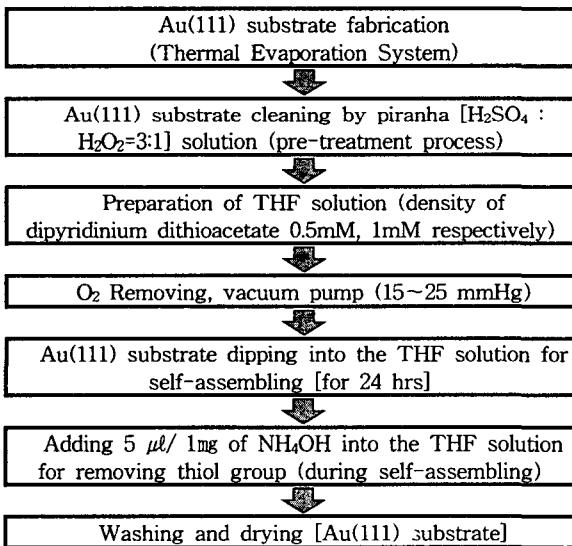 Au(111) substrate fabrication
(Thermal Evaporation System)
Au(111) substrate cleaning by piranha [H₂SO₄ :
H₂O₂=3:1] solution (pre-treatment process)
Preparation of THF solution (density of
dipyridinium dithioacetate 0.5mM, 1mM respectively)
O₂ Removing, vacuum pump (15~25 mmHg)
Au(111) substrate dipping into the THF solution for
self-assembling [for 24 hrs]
Adding 5 μℓ/ 1㎎ of NH₄OH into the THF solution
for removing thiol group (during self-assembling)
Washing and drying [Au(111) substrate]